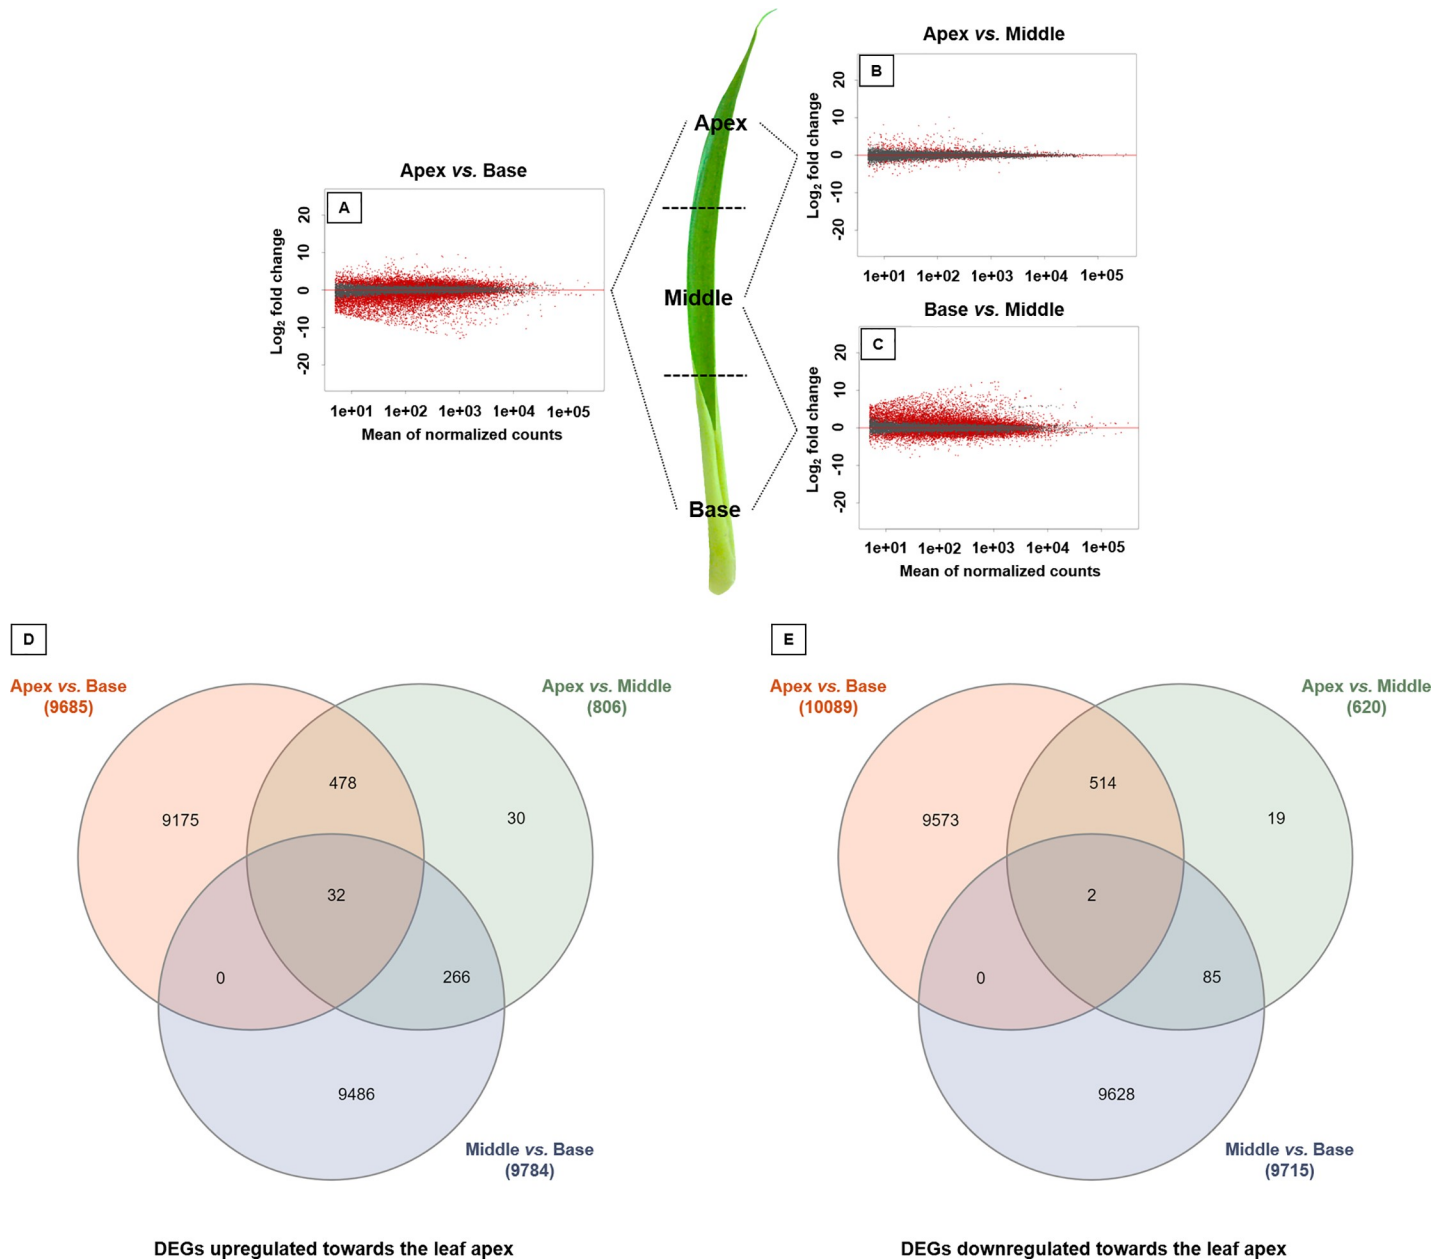 Apex vs. Middle
B
Log2 fold change
20
10
0
-10
-20
1e+01 1e+02 1e+03 1e+04 1e+05
Apex
Apex vs. Base
A
Log2 fold change
20
10
0
-10
-20
1e+01 1e+02 1e+03 1e+04 1e+05
Mean of normalized counts
Middle
Base vs. Middle
C
Log2 fold change
20
10
0
-10
-20
1e+01 1e+02 1e+03 1e+04 1e+05
Mean of normalized counts
Base
D
Apex vs. Base
(9685)
Apex vs. Middle
(806)
478
9175
30
32
0
266
9486
Middle vs. Base
(9784)
DEGs upregulated towards the leaf apex
E
Apex vs. Base
(10089)
Apex vs. Middle
(620)
514
9573
19
2
0
85
9628
Middle vs. Base
(9715)
DEGs downregulated towards the leaf apex